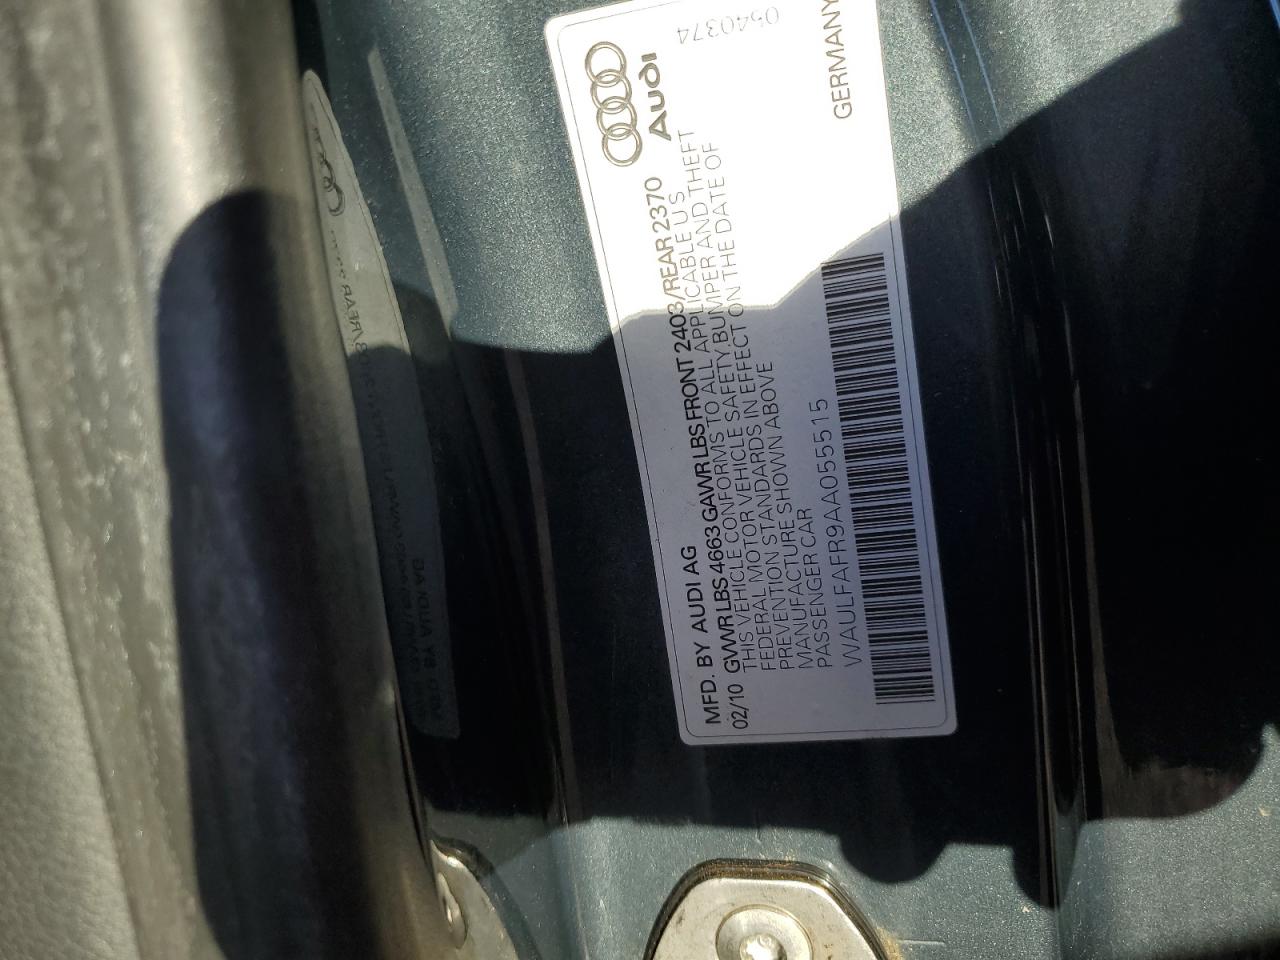 0540374
Audi
GERMANY
MFD. BY AUDI AG
02/10 GVWR LBS 4663 GAWR LBS FRONT 2403/REAR 2370
THIS VEHICLE CONFORMS TO ALL APPLICABLE U S
FEDERAL MOTOR VEHICLE SAFETY, BUMPER AND THEFT
PREVENTION STANDARDS IN EFFECT ON THE DATE OF
MANUFACTURE SHOWN ABOVE
PASSENGER CAR
WAULFAFR9AA055515